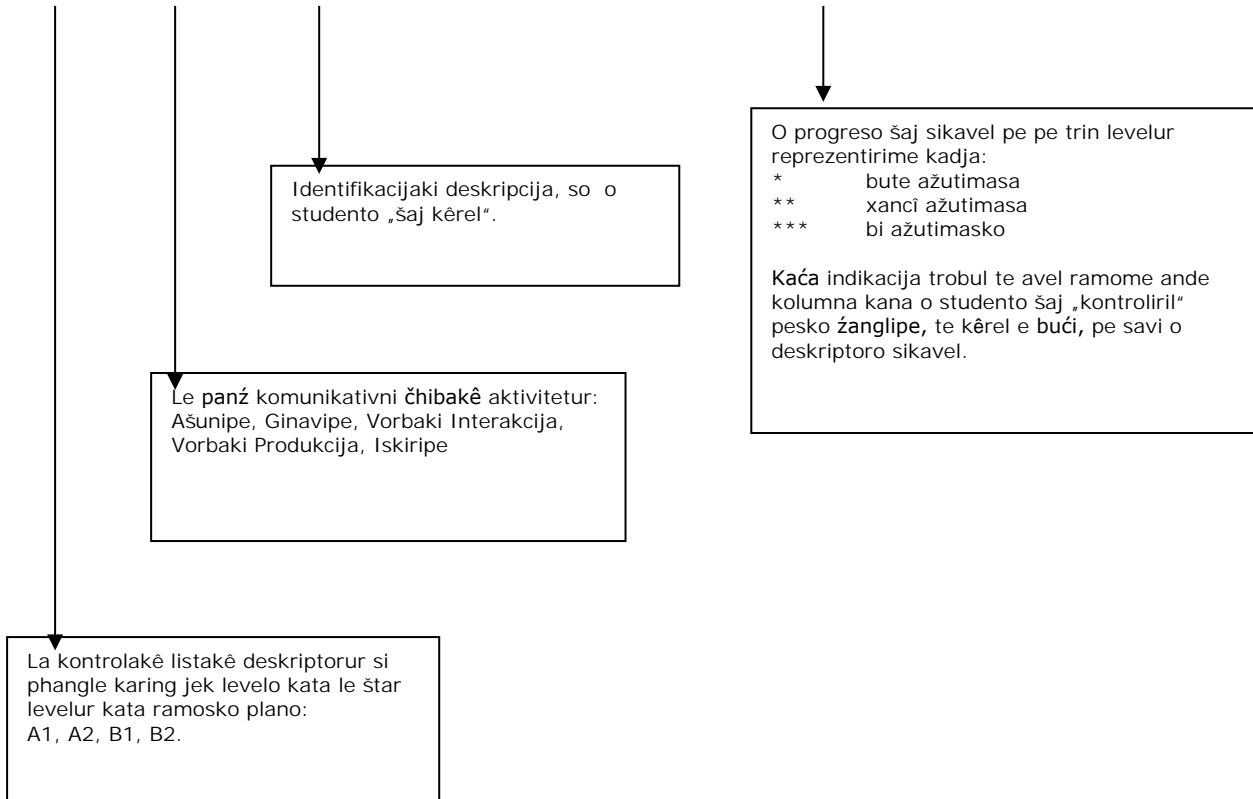 O progreso šaj sikavel pe pe trin levelur
reprezentirime kadja:
* bute ažutimasa
** xancî ažutimasa
*** bi ažutimasko
Kaća indikacija trobul te avel ramome ande
kolumna kana o studento šaj „kontroliril“
pesko źanglipe, te kêrel e bući, pe savi o
deskriptoro sikavel.
Identifikacijaki deskripcija, so o
studento „šaj kêrel“.
Le panź komunikativni čhibakê aktivitetur:
Ašunipe, Ginavipe, Vorbaki Interakcija,
Vorbaki Produkcija, Iskiripe
La kontrolakê listakê deskriptorur si
phangle karing jek levelo kata le štar
levelur kata ramosko plano:
A1, A2, B1, B2.